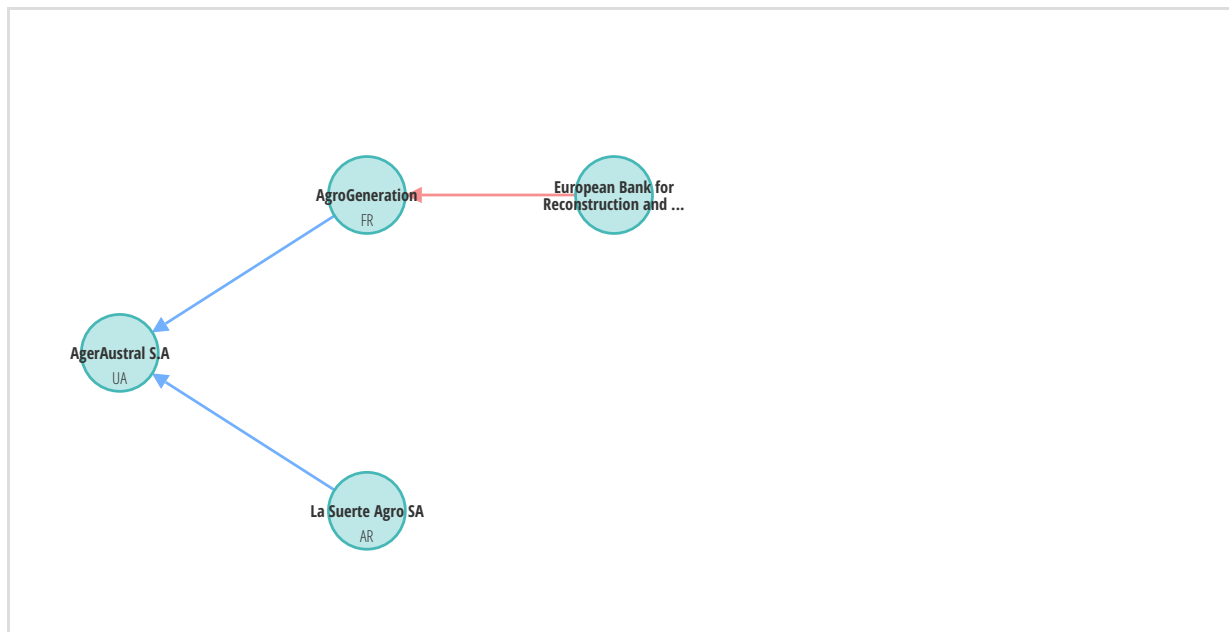 AgroGeneration
FR
European Bank for
Reconstruction and ...
AgerAustral S.A
UA
La Suerte Agro SA
AR